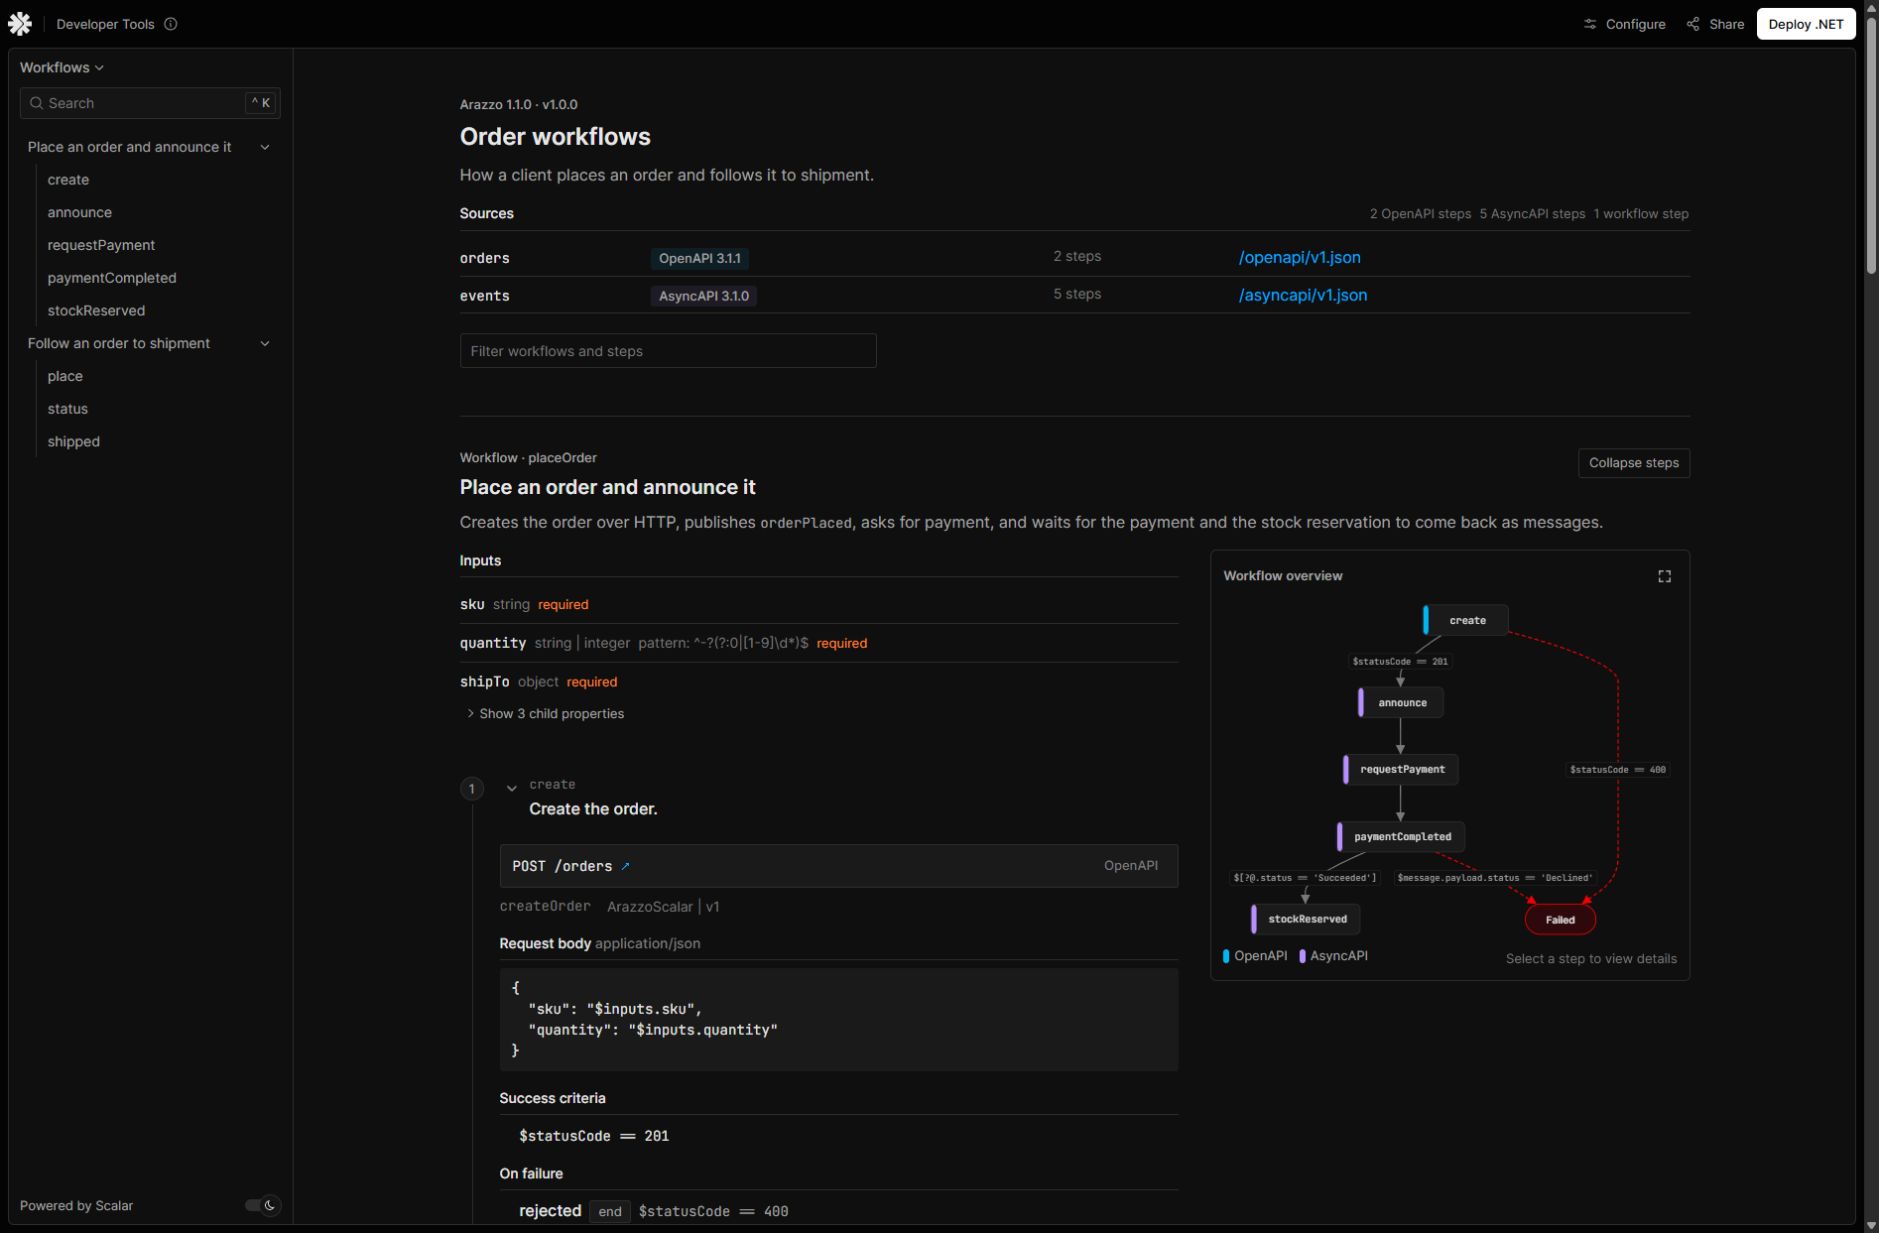 Developer Tools
Configure
Share
Deploy .NET
Workflows
Search
^ K
Place an order and announce it
create
announce
requestPayment
paymentCompleted
stockReserved
Follow an order to shipment
place
status
shipped
Powered by Scalar
Arazzo 1.1.0 · v1.0.0
Order workflows
How a client places an order and follows it to shipment.
Sources
2 OpenAPI steps 5 AsyncAPI steps 1 workflow step
orders OpenAPI 3.1.1 2 steps /openapi/v1.json
events AsyncAPI 3.1.0 5 steps /asyncapi/v1.json
Filter workflows and steps
Workflow · placeOrder
Collapse steps
Place an order and announce it
Creates the order over HTTP, publishes orderPlaced, asks for payment, and waits for the payment and the stock reservation to come back as messages.
Inputs
sku string required
quantity string | integer pattern: ^-?(?:0|[1-9]\d*)$ required
shipTo object required
Show 3 child properties
1
create
Create the order.
POST /orders ↗ OpenAPI
createOrder ArazzoScalar | v1
Request body application/json
{
"sku": "$inputs.sku",
"quantity": "$inputs.quantity"
}
Success criteria
$statusCode == 201
On failure
rejected end $statusCode == 400
Workflow overview
create
$statusCode == 201
announce
requestPayment
$statusCode == 400
paymentCompleted
$[?@.status == 'Succeeded']
$message.payload.status == 'Declined'
stockReserved
Failed
OpenAPI AsyncAPI
Select a step to view details